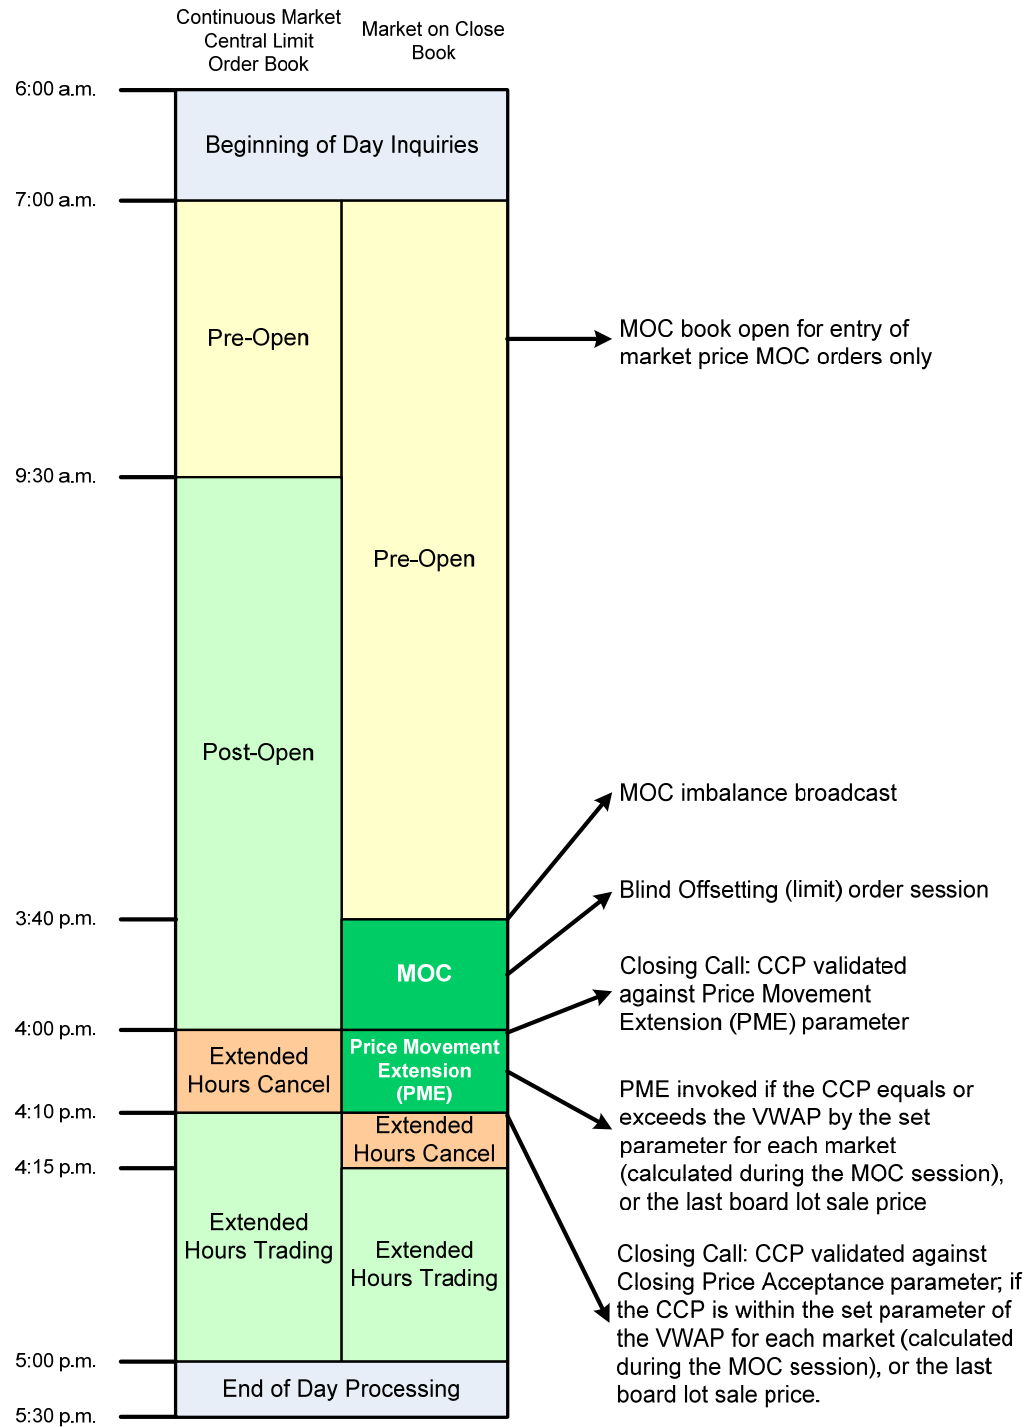 Continuous Market
Central Limit
Order Book
Market on Close
Book
6:00 a.m.
Beginning of Day Inquiries
7:00 a.m.
Pre-Open
MOC book open for entry of
market price MOC orders only
9:30 a.m.
Pre-Open
Post-Open
MOC imbalance broadcast
Blind Offsetting (limit) order session
3:40 p.m.
MOC
Closing Call: CCP validated
against Price Movement
Extension (PME) parameter
4:00 p.m.
Extended
Hours Cancel
Price Movement
Extension
(PME)
PME invoked if the CCP equals or
exceeds the VWAP by the set
parameter for each market
(calculated during the MOC session),
or the last board lot sale price
4:10 p.m.
Extended
Hours Cancel
4:15 p.m.
Extended
Hours Trading
Extended
Hours Trading
Closing Call: CCP validated against
Closing Price Acceptance parameter; if
the CCP is within the set parameter of
the VWAP for each market (calculated
during the MOC session), or the last
board lot sale price.
5:00 p.m.
End of Day Processing
5:30 p.m.